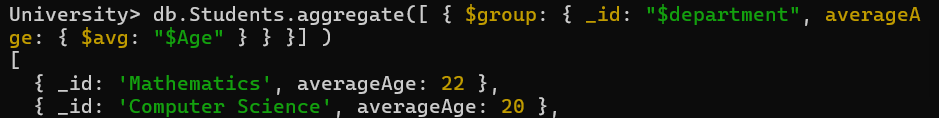 University> db.Students.aggregate([ { $group: { _id: "$department", averageA
ge: { $avg: "$Age" } } }] )
[
  { _id: 'Mathematics', averageAge: 22 },
  { _id: 'Computer Science', averageAge: 20 },